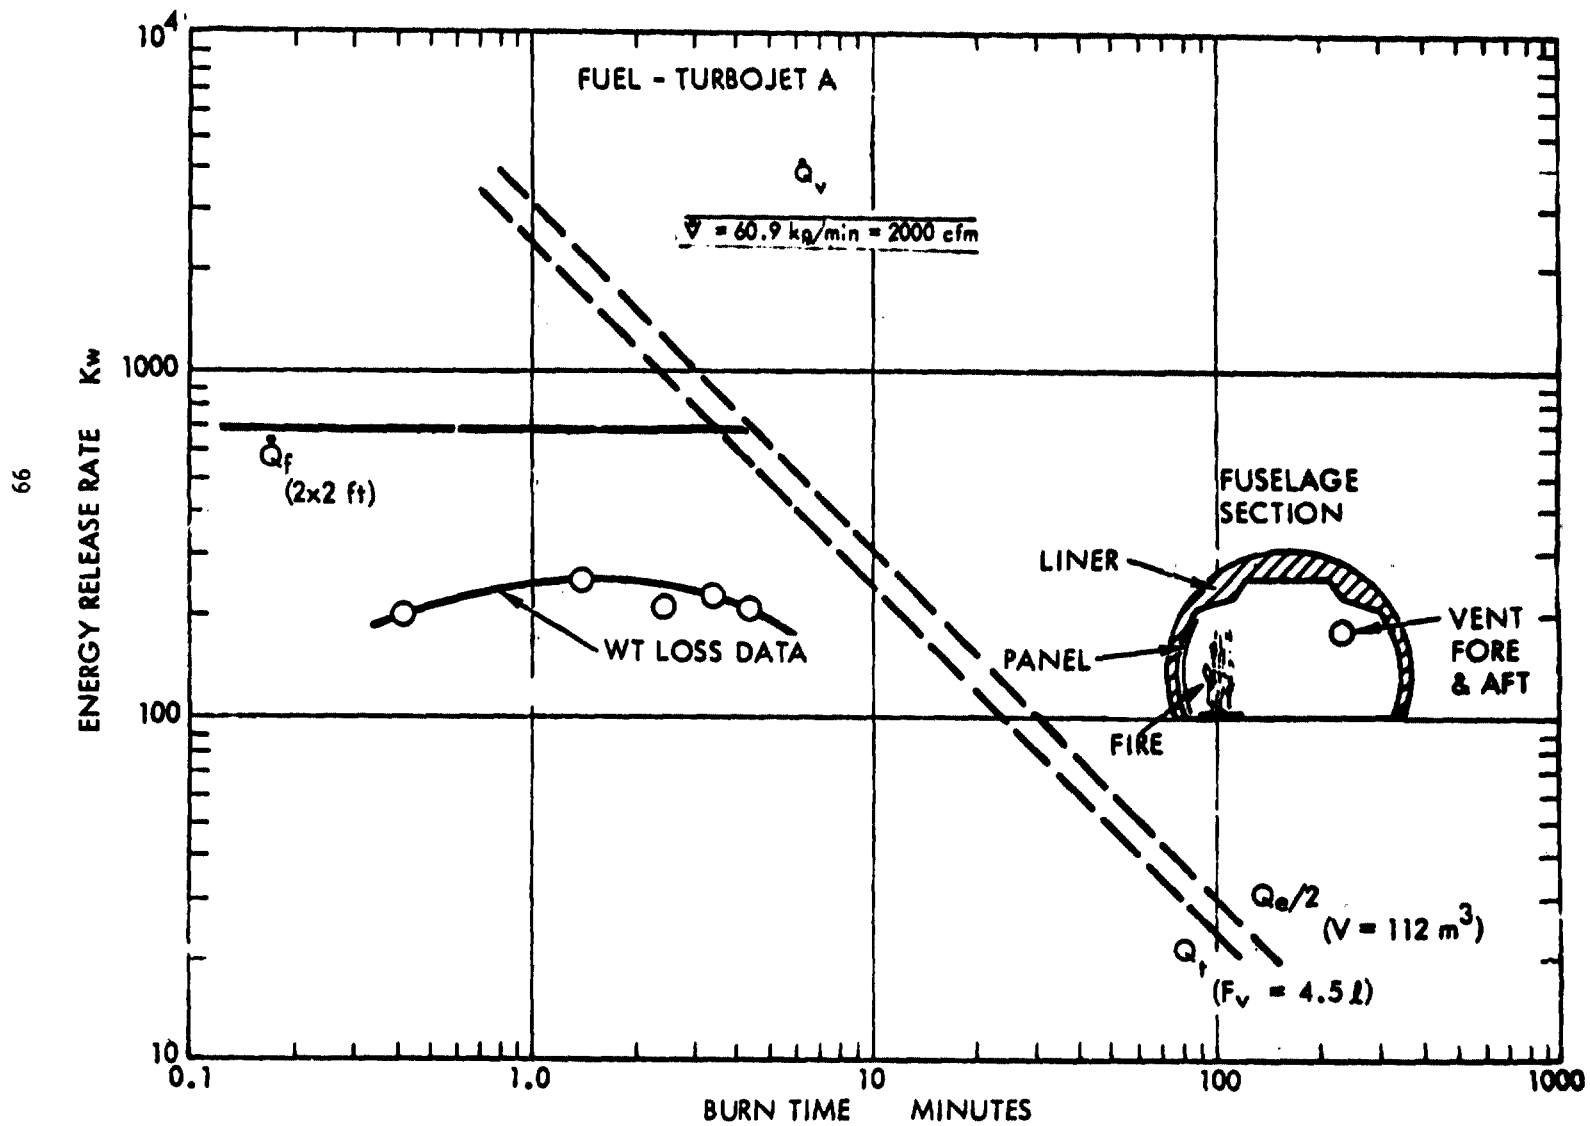 10⁴
FUEL - TURBOJET A
Q̇v
V̇ = 60.9 kg/min = 2000 cfm
1000
Q̇f
(2x2 ft)
66
ENERGY RELEASE RATE Kw
FUSELAGE
SECTION
LINER
VENT
FORE
& AFT
WT LOSS DATA
PANEL
100
FIRE
Qe/2
(V = 112 m³)
Qt
(Fv = 4.5 ℓ)
10
0.1
1.0
10
100
1000
BURN TIME MINUTES